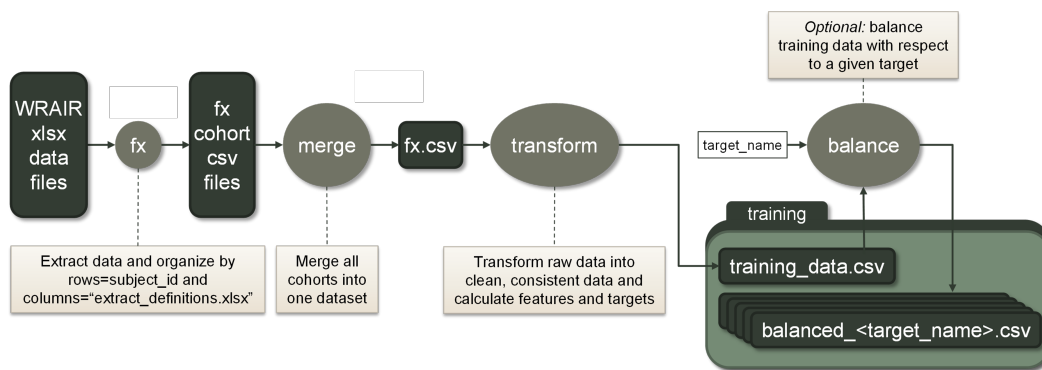 WRAIR
xlsx
data
files
fx
fx
cohort
csv
files
merge
fx.csv
transform
target_name
balance
Optional: balance
training data with respect
to a given target
Extract data and organize by
rows=subject_id and
columns=“extract_definitions.xlsx”
Merge all
cohorts into
one dataset
Transform raw data into
clean, consistent data and
calculate features and targets
training
training_data.csv
balanced_<target_name>.csv